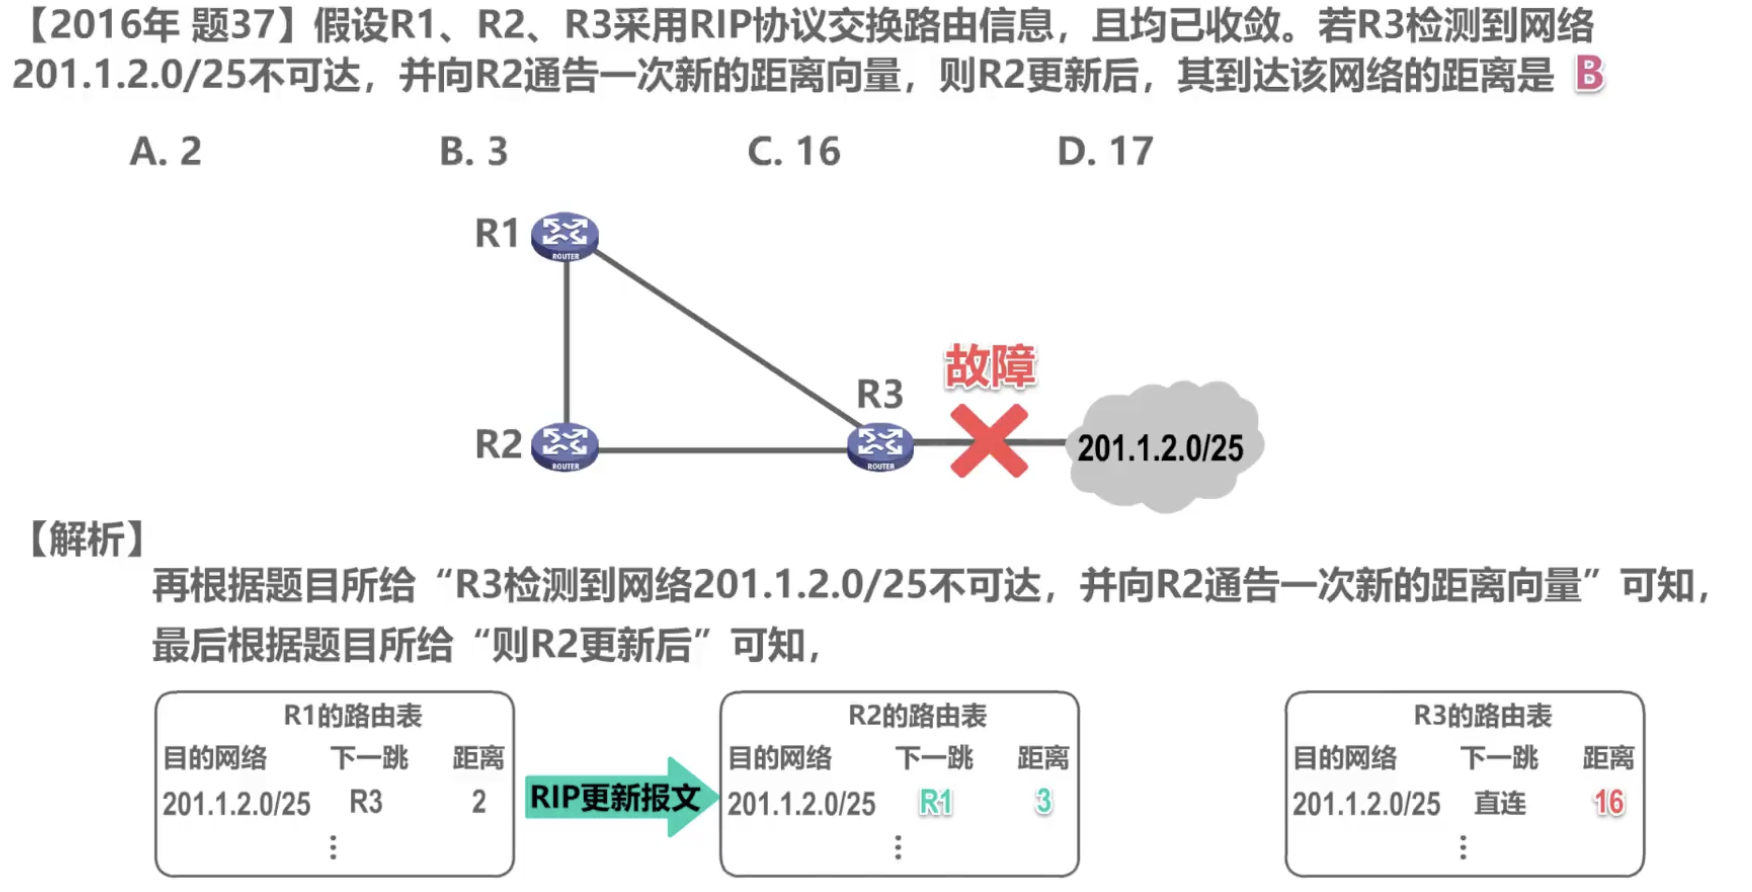 【2016年 题37】假设R1、R2、R3采用RIP协议交换路由信息，且均已收敛。若R3检测到网络
201.1.2.0/25不可达，并向R2通告一次新的距离向量，则R2更新后，其到达该网络的距离是 B
A. 2 B. 3 C. 16 D. 17
R1
ROUTER
故障
R3
R2
ROUTER
ROUTER
201.1.2.0/25
【解析】
再根据题目所给“R3检测到网络201.1.2.0/25不可达，并向R2通告一次新的距离向量”可知，
最后根据题目所给“则R2更新后”可知，
R1的路由表
目的网络 下一跳 距离
201.1.2.0/25 R3 2
⋮
RIP更新报文
R2的路由表
目的网络 下一跳 距离
201.1.2.0/25 R1 3
⋮
R3的路由表
目的网络 下一跳 距离
201.1.2.0/25 直连 16
⋮